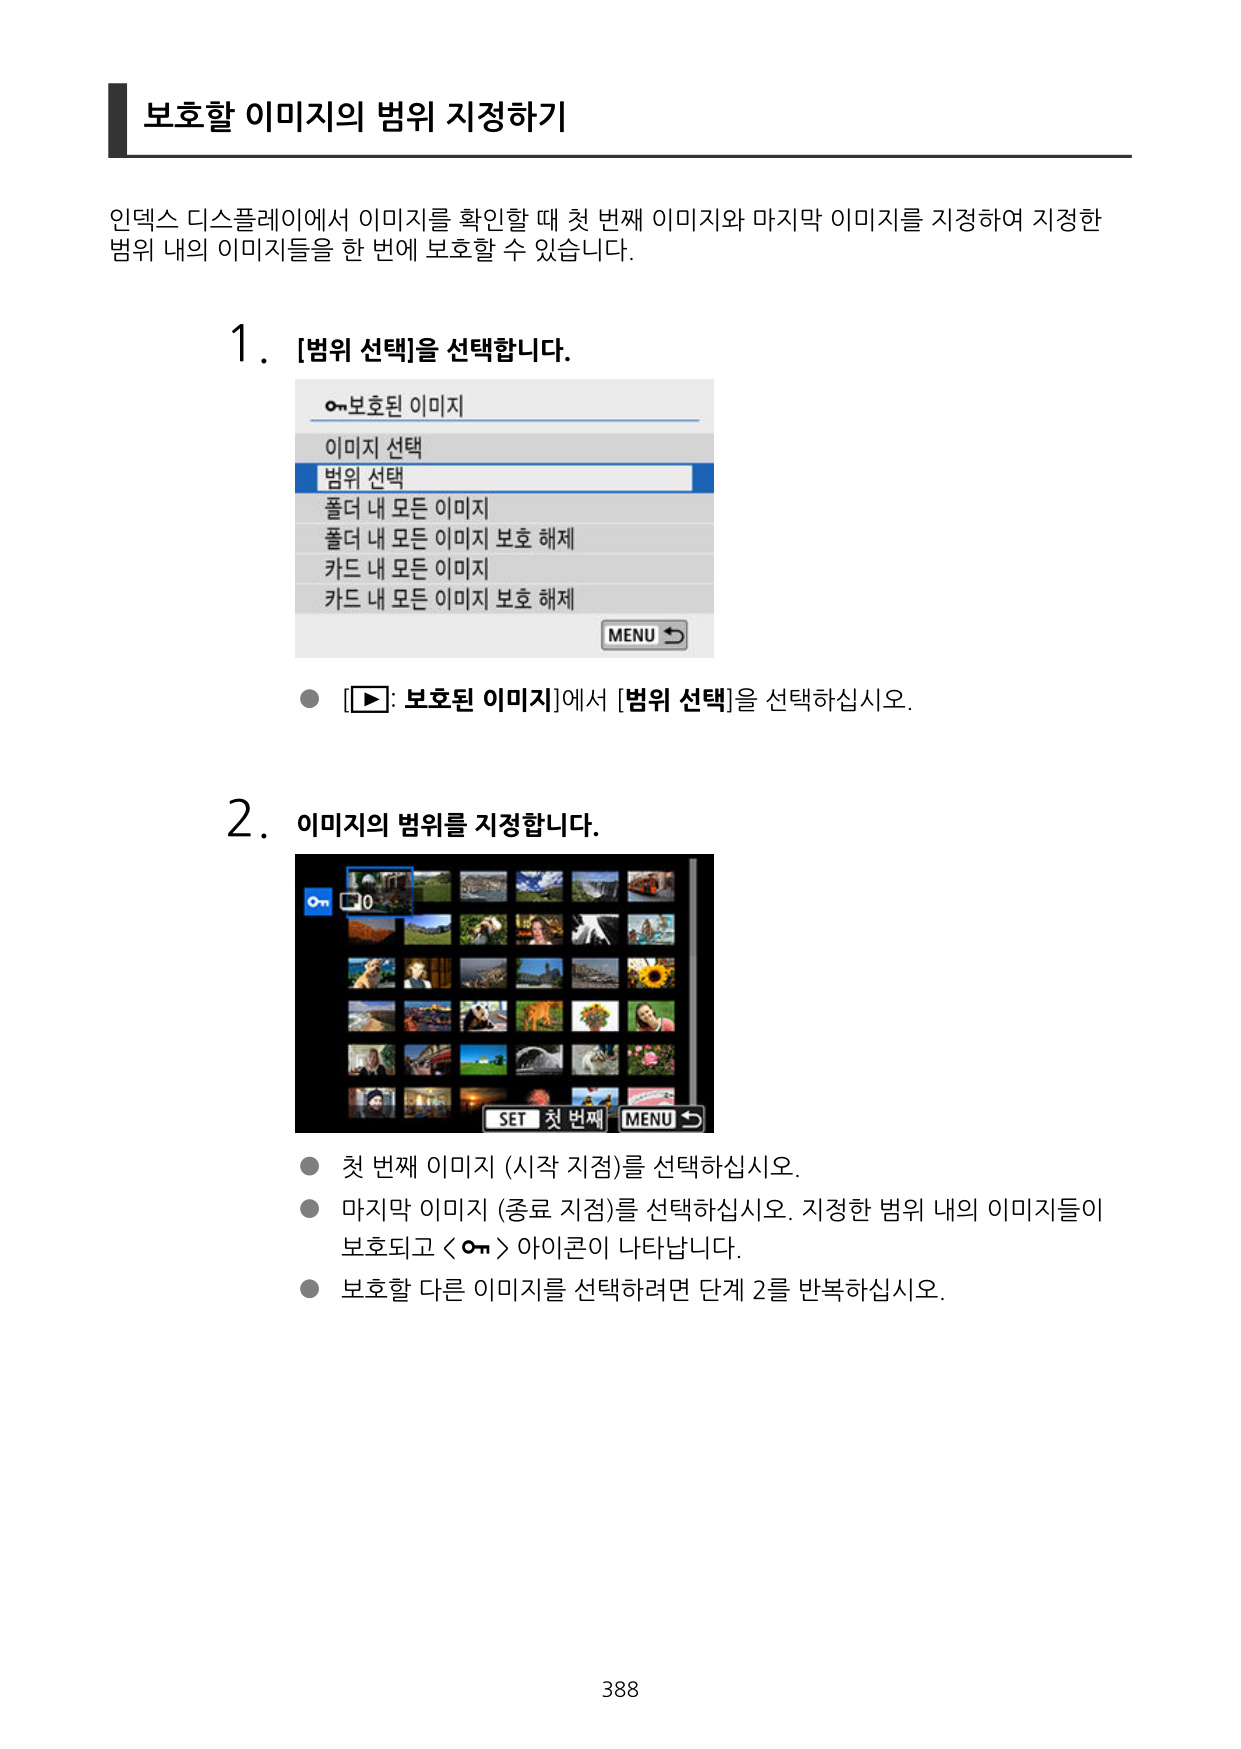 보호할 이미지의 범위 지정하기
인덱스 디스플레이에서 이미지를 확인할 때 첫 번째 이미지와 마지막 이미지를 지정하여 지정한
범위 내의 이미지들을 한 번에 보호할 수 있습니다.
1. [범위 선택]을 선택합니다.
보호된 이미지
이미지 선택
범위 선택
폴더 내 모든 이미지
폴더 내 모든 이미지 보호 해제
카드 내 모든 이미지
카드 내 모든 이미지 보호 해제
MENU
● [: 보호된 이미지]에서 [범위 선택]을 선택하십시오.
2. 이미지의 범위를 지정합니다.
0
SET 첫 번째 MENU
● 첫 번째 이미지 (시작 지점)를 선택하십시오.
● 마지막 이미지 (종료 지점)를 선택하십시오. 지정한 범위 내의 이미지들이
보호되고 < > 아이콘이 나타납니다.
● 보호할 다른 이미지를 선택하려면 단계 2를 반복하십시오.
388